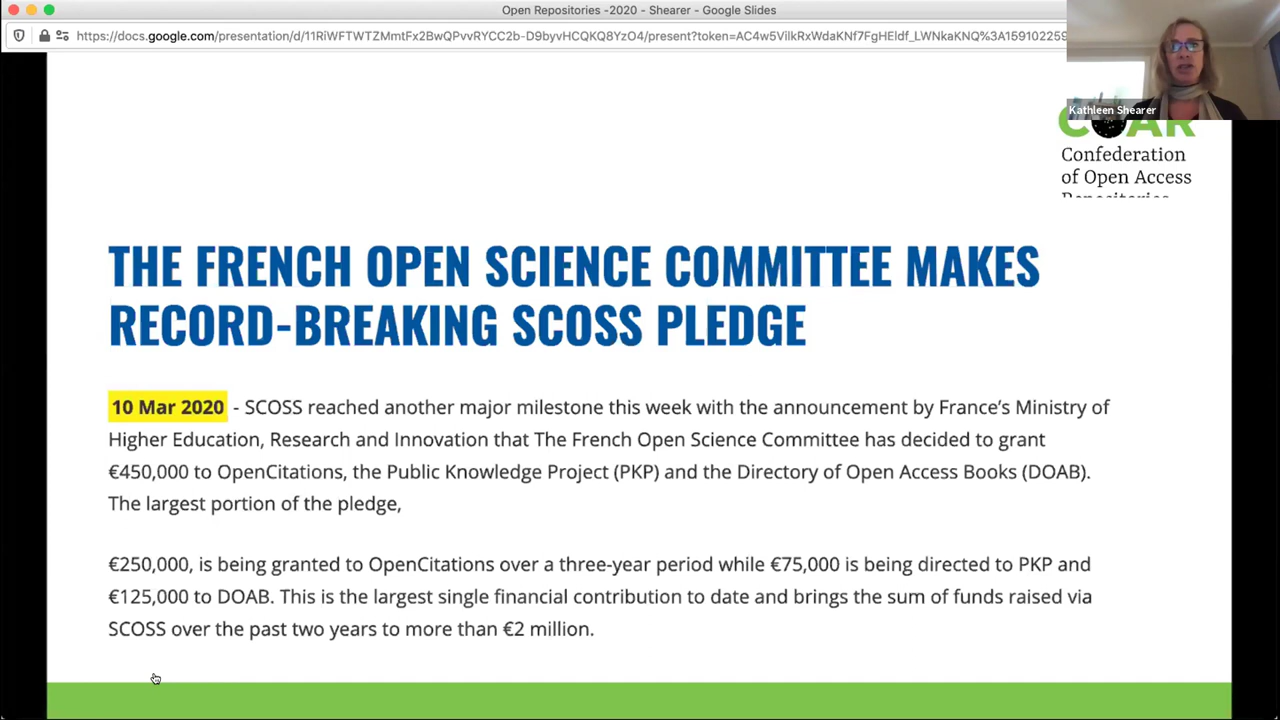 Open Repositories -2020 - Shearer - Google Slides
https://docs.google.com/presentation/d/11RiWFTWTZMmtFx2BwQPvvRYCC2b-D9byvHCQKQ8YzO4/present?token=AC4w5VilkRxWdaKNf7FgHEldf_LWNkaKNQ%3A159102259
Kathleen Shearer
COAR
Confederation
of Open Access
Repositories
THE FRENCH OPEN SCIENCE COMMITTEE MAKES
RECORD-BREAKING SCOSS PLEDGE
10 Mar 2020 - SCOSS reached another major milestone this week with the announcement by France's Ministry of
Higher Education, Research and Innovation that The French Open Science Committee has decided to grant
€450,000 to OpenCitations, the Public Knowledge Project (PKP) and the Directory of Open Access Books (DOAB).
The largest portion of the pledge,
€250,000, is being granted to OpenCitations over a three-year period while €75,000 is being directed to PKP and
€125,000 to DOAB. This is the largest single financial contribution to date and brings the sum of funds raised via
SCOSS over the past two years to more than €2 million.